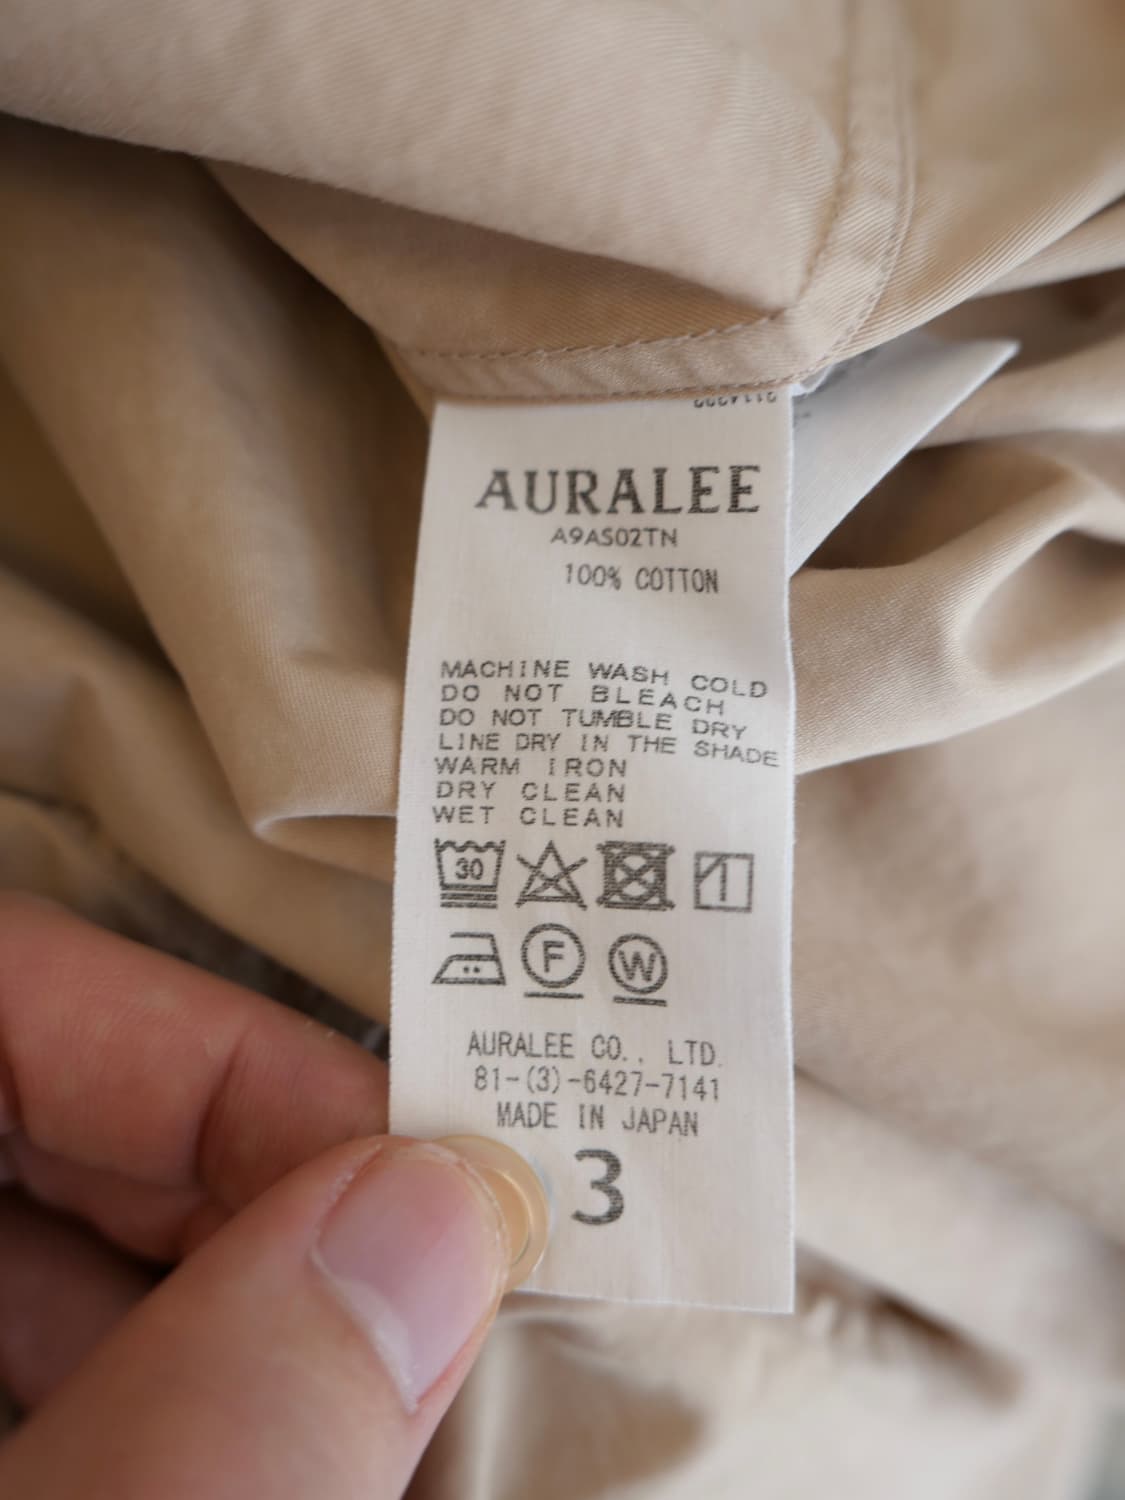 AURALEE
A9AS02TN
100% COTTON
MACHINE WASH COLD
DO NOT BLEACH
DO NOT TUMBLE DRY
LINE DRY IN THE SHADE
WARM IRON
DRY CLEAN
WET CLEAN
30
F W
AURALEE CO., LTD.
81-(3)-6427-7141
MADE IN JAPAN
3